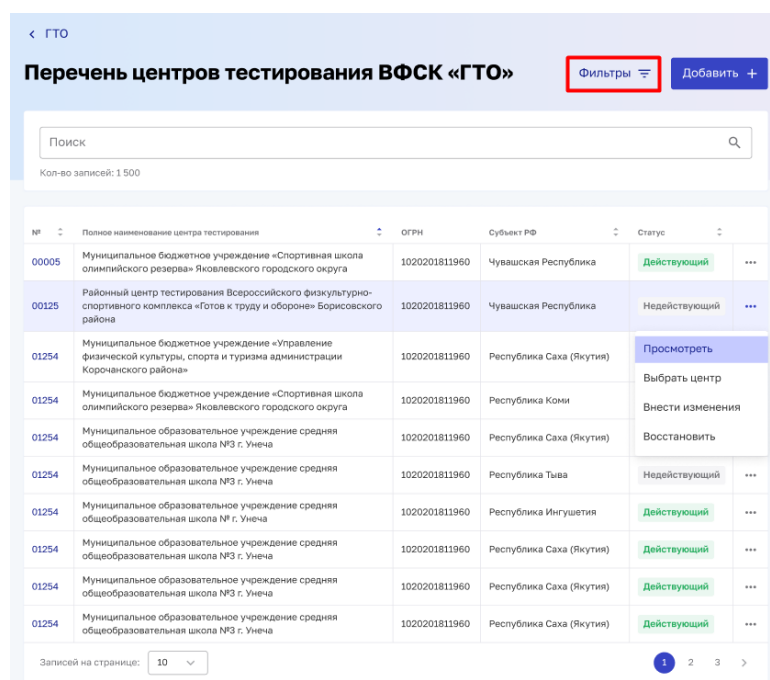 ГТО
Перечень центров тестирования ВФСК «ГТО»
Фильтры
Добавить +
Поиск
Кол-во записей: 1 500
№ Полное наименование центра тестирования ОГРН Субъект РФ Статус
00005 Муниципальное бюджетное учреждение «Спортивная школа олимпийского резерва» Яковлевского городского округа 1020201811960 Чувашская Республика Действующий
00125 Районный центр тестирования Всероссийского физкультурно-спортивного комплекса «Готов к труду и обороне» Борисовского района 1020201811960 Чувашская Республика Недействующий
01254 Муниципальное бюджетное учреждение «Управление физической культуры, спорта и туризма администрации Корочанского района» 1020201811960 Республика Саха (Якутия)
Просмотреть
Выбрать центр
Внести изменения
Восстановить
01254 Муниципальное бюджетное учреждение «Спортивная школа олимпийского резерва» Яковлевского городского округа 1020201811960 Республика Коми
01254 Муниципальное образовательное учреждение средняя общеобразовательная школа №3 г. Унеча 1020201811960 Республика Саха (Якутия)
01254 Муниципальное образовательное учреждение средняя общеобразовательная школа №3 г. Унеча 1020201811960 Республика Тыва Недействующий
01254 Муниципальное образовательное учреждение средняя общеобразовательная школа № г. Унеча 1020201811960 Республика Ингушетия Действующий
01254 Муниципальное образовательное учреждение средняя общеобразовательная школа №3 г. Унеча 1020201811960 Республика Саха (Якутия) Действующий
01254 Муниципальное образовательное учреждение средняя общеобразовательная школа №3 г. Унеча 1020201811960 Республика Саха (Якутия) Действующий
01254 Муниципальное образовательное учреждение средняя общеобразовательная школа №3 г. Унеча 1020201811960 Республика Саха (Якутия) Действующий
Записей на странице: 10
1 2 3